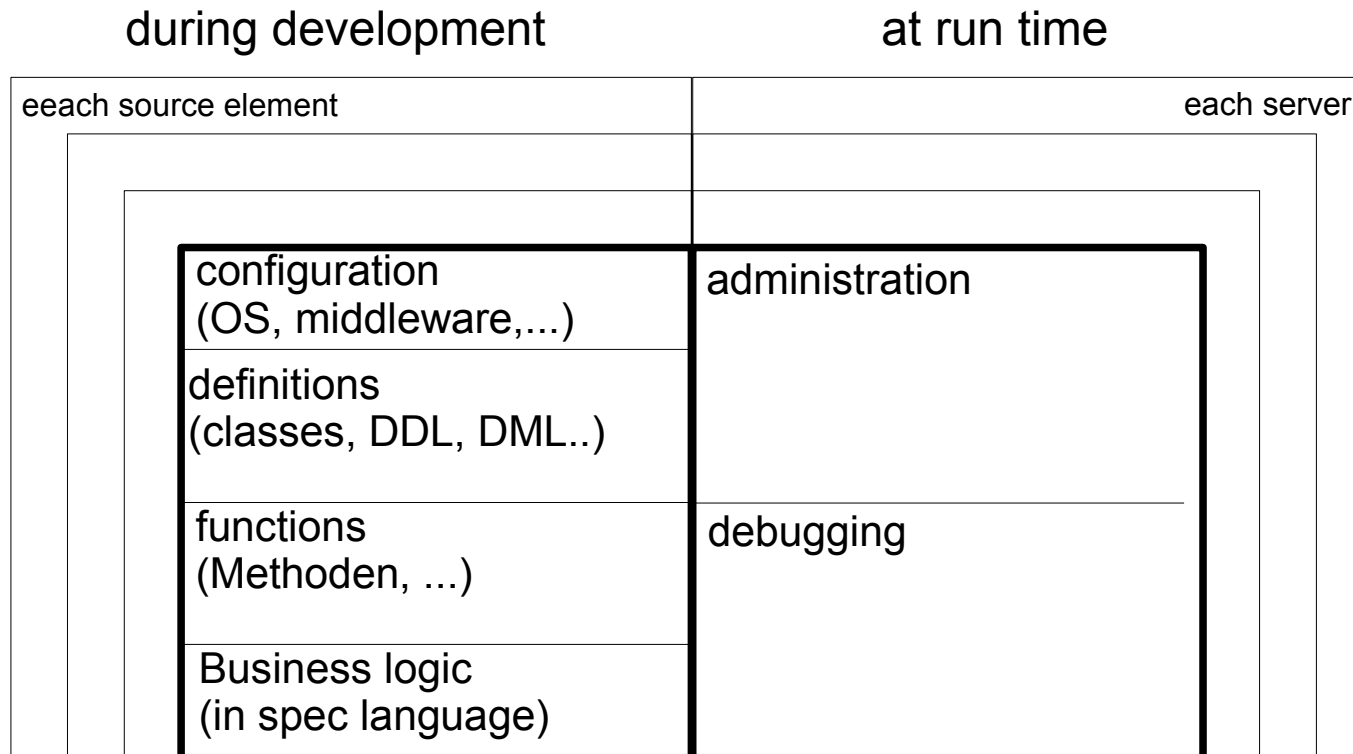 during development
at run time
eeach source element
each server
configuration
(OS, middleware,...)
administration
definitions
(classes, DDL, DML..)
functions
(Methoden, ...)
debugging
Business logic
(in spec language)